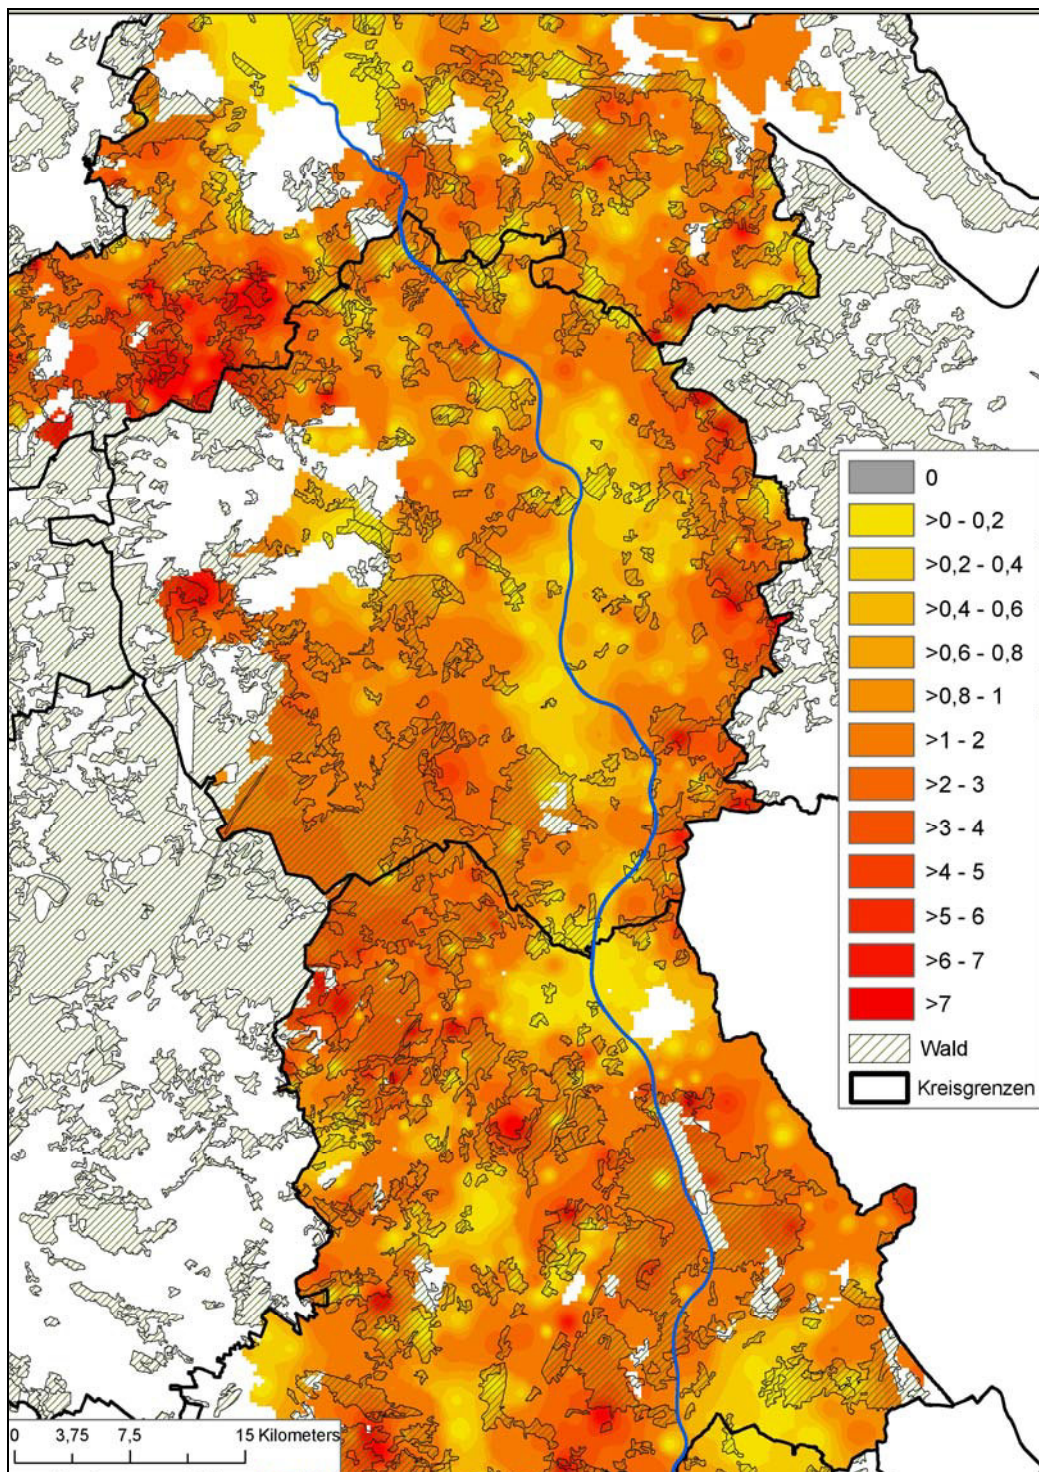 0
>0 - 0,2
>0,2 - 0,4
>0,4 - 0,6
>0,6 - 0,8
>0,8 - 1
>1 - 2
>2 - 3
>3 - 4
>4 - 5
>5 - 6
>6 - 7
>7
Wald
Kreisgrenzen
0 3,75 7,5 15 Kilometers